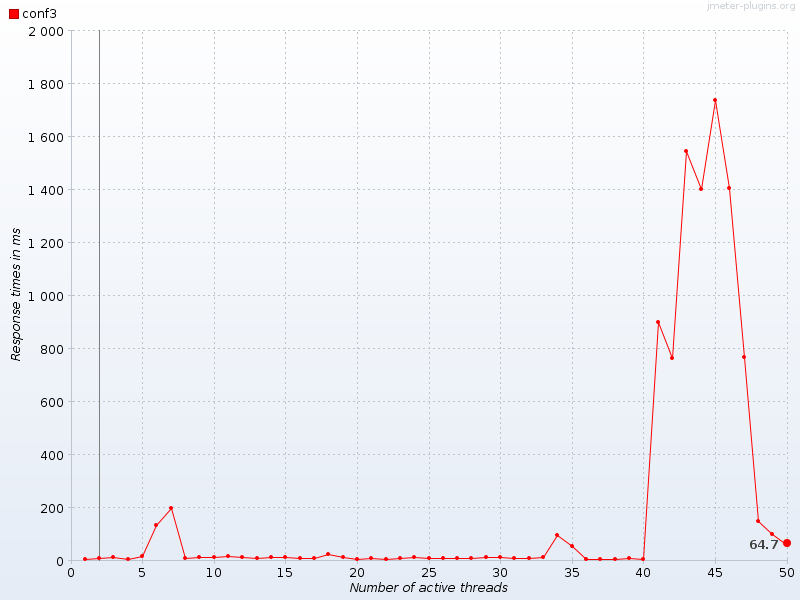 jmeter-plugins.org
conf3
2 000
1 800
1 600
1 400
1 200
1 000
800
600
400
200
0
Response times in ms
64.7
0 5 10 15 20 25 30 35 40 45 50
Number of active threads